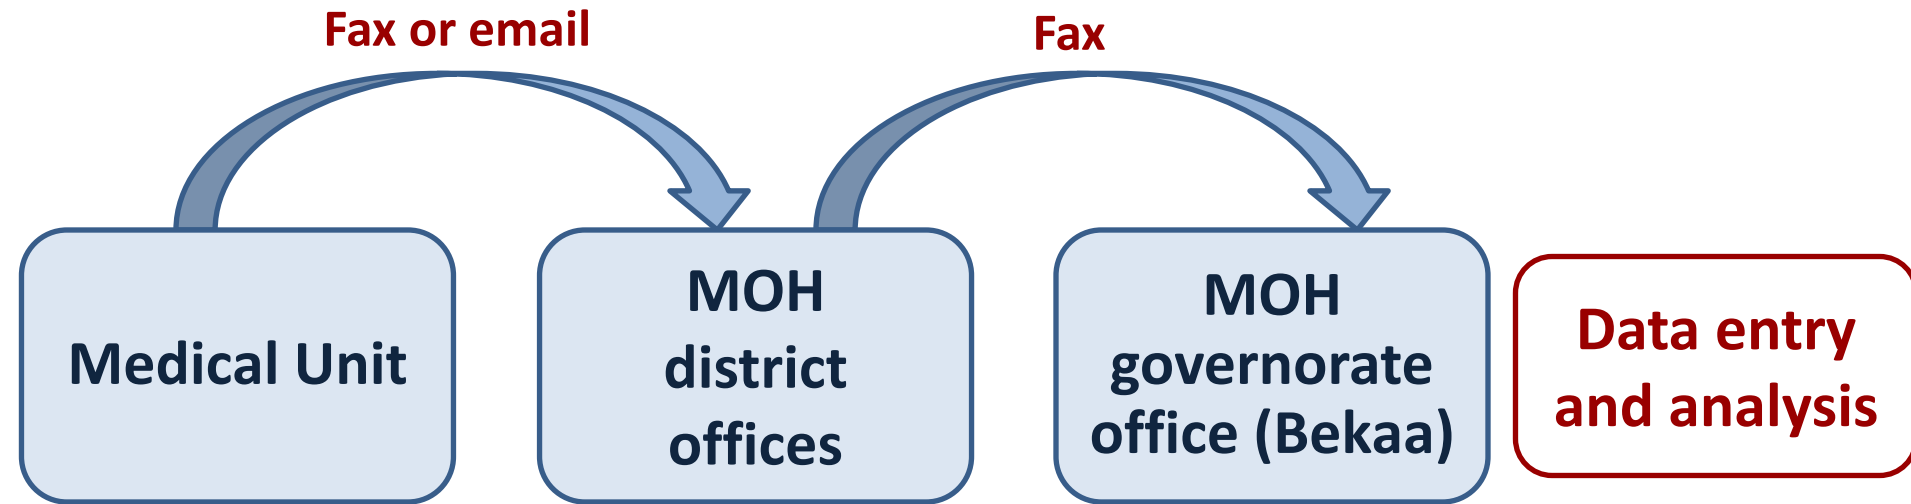 Fax or email
Fax
Medical Unit
MOH
district
offices
MOH
governorate
office (Bekaa)
Data entry
and analysis